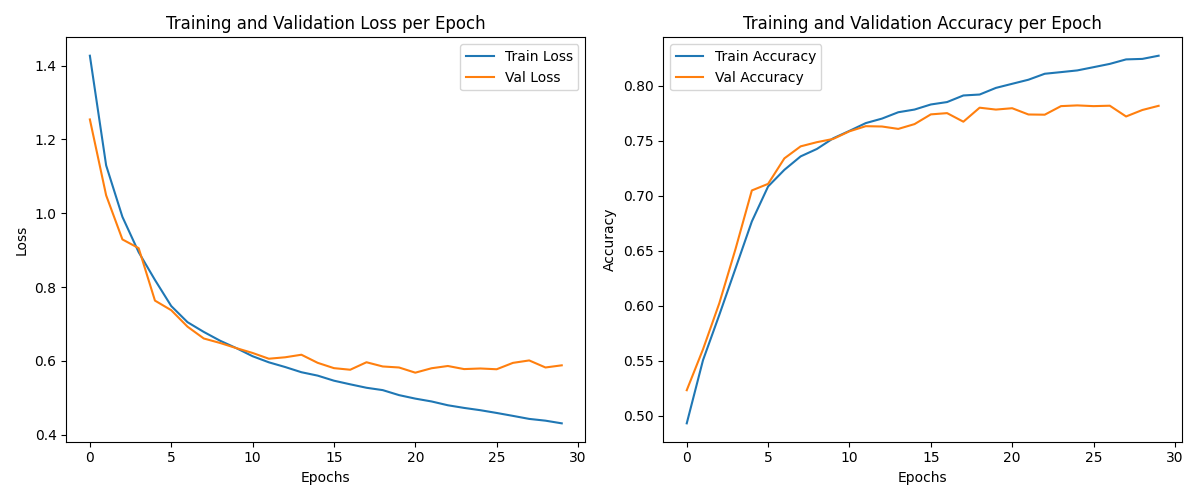 Training and Validation Loss per Epoch
Train Loss
Val Loss
1.4
1.2
1.0
0.8
0.6
0.4
Loss
0 5 10 15 20 25 30
Epochs
Training and Validation Accuracy per Epoch
Train Accuracy
Val Accuracy
0.80
0.75
0.70
0.65
0.60
0.55
0.50
Accuracy
0 5 10 15 20 25 30
Epochs